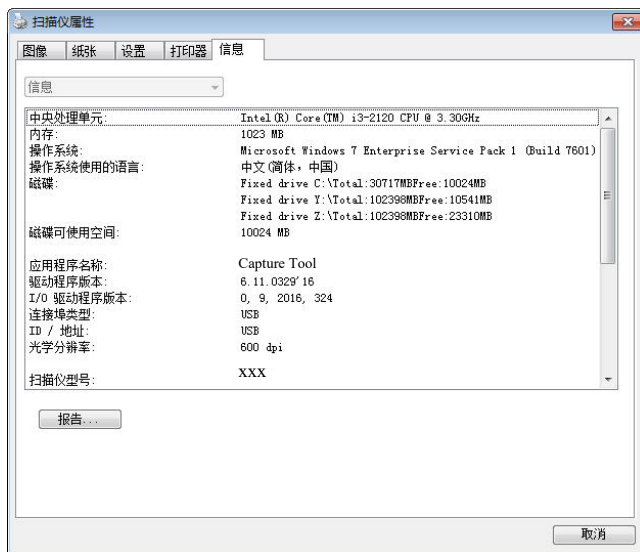 扫描仪属性
图像 纸张 设置 打印器 信息
信息
中央处理单元: Intel(R) Core(TM) i3-2120 CPU @ 3.30GHz
内存: 1023 MB
操作系统: Microsoft Windows 7 Enterprise Service Pack 1 (Build 7601)
操作系统使用的语言: 中文(简体，中国)
磁碟: Fixed drive C:\Total:30717MBFree:10024MB
Fixed drive Y:\Total:102398MBFree:10541MB
Fixed drive Z:\Total:102398MBFree:23310MB
磁碟可使用空间: 10024 MB
应用程序名称: Capture Tool
驱动程序版本: 6.11.0329'16
I/O 驱动程序版本: 0, 9, 2016, 324
连接埠类型: USB
ID / 地址: USB
光学分辨率: 600 dpi
扫描仪型号: XXX
报告...
取消